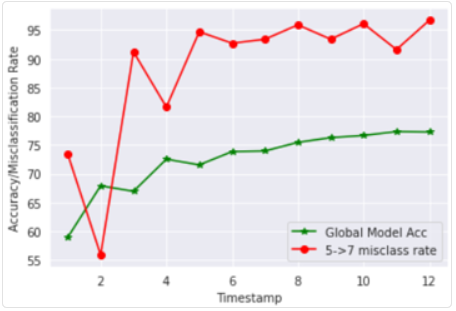 Accuracy/Misclassification Rate
95
90
85
80
75
70
65
60
55
Global Model Acc
5->7 misclass rate
2 4 6 8 10 12
Timestamp